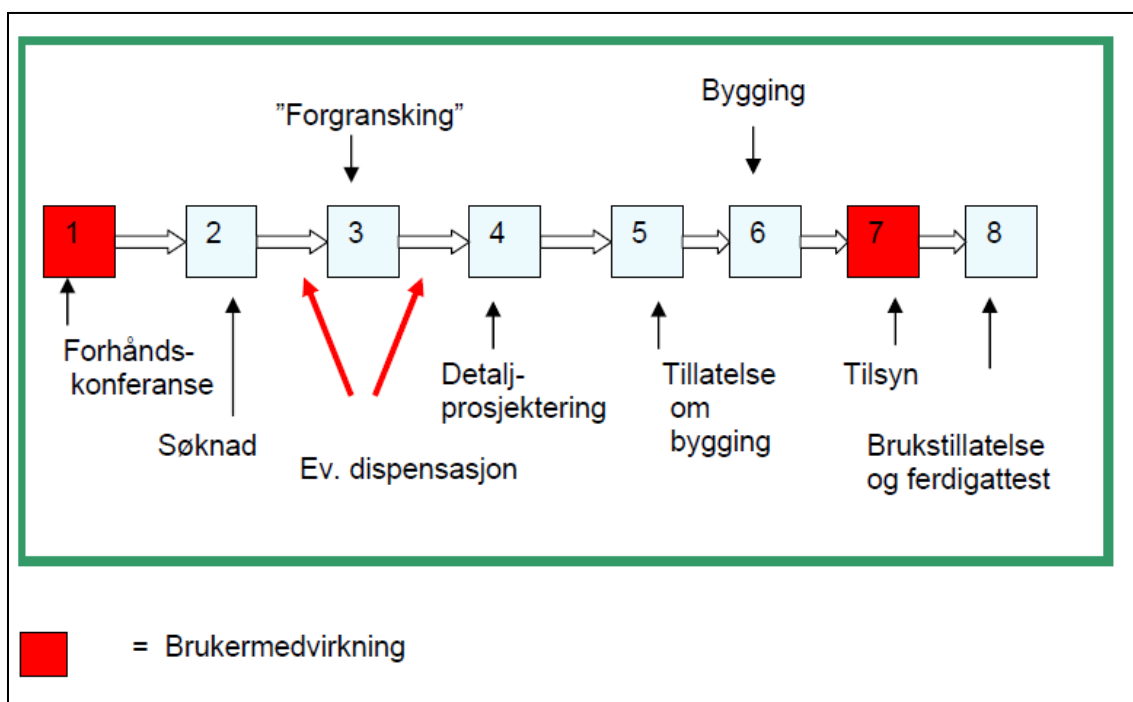 Bygging
”Forgransking”
1
2
3
4
5
6
7
8
Forhånds-
konferanse
Søknad
Ev. dispensasjon
Detalj-
prosjektering
Tillatelse
om
bygging
Tilsyn
Brukstillatelse
og ferdigattest
= Brukermedvirkning